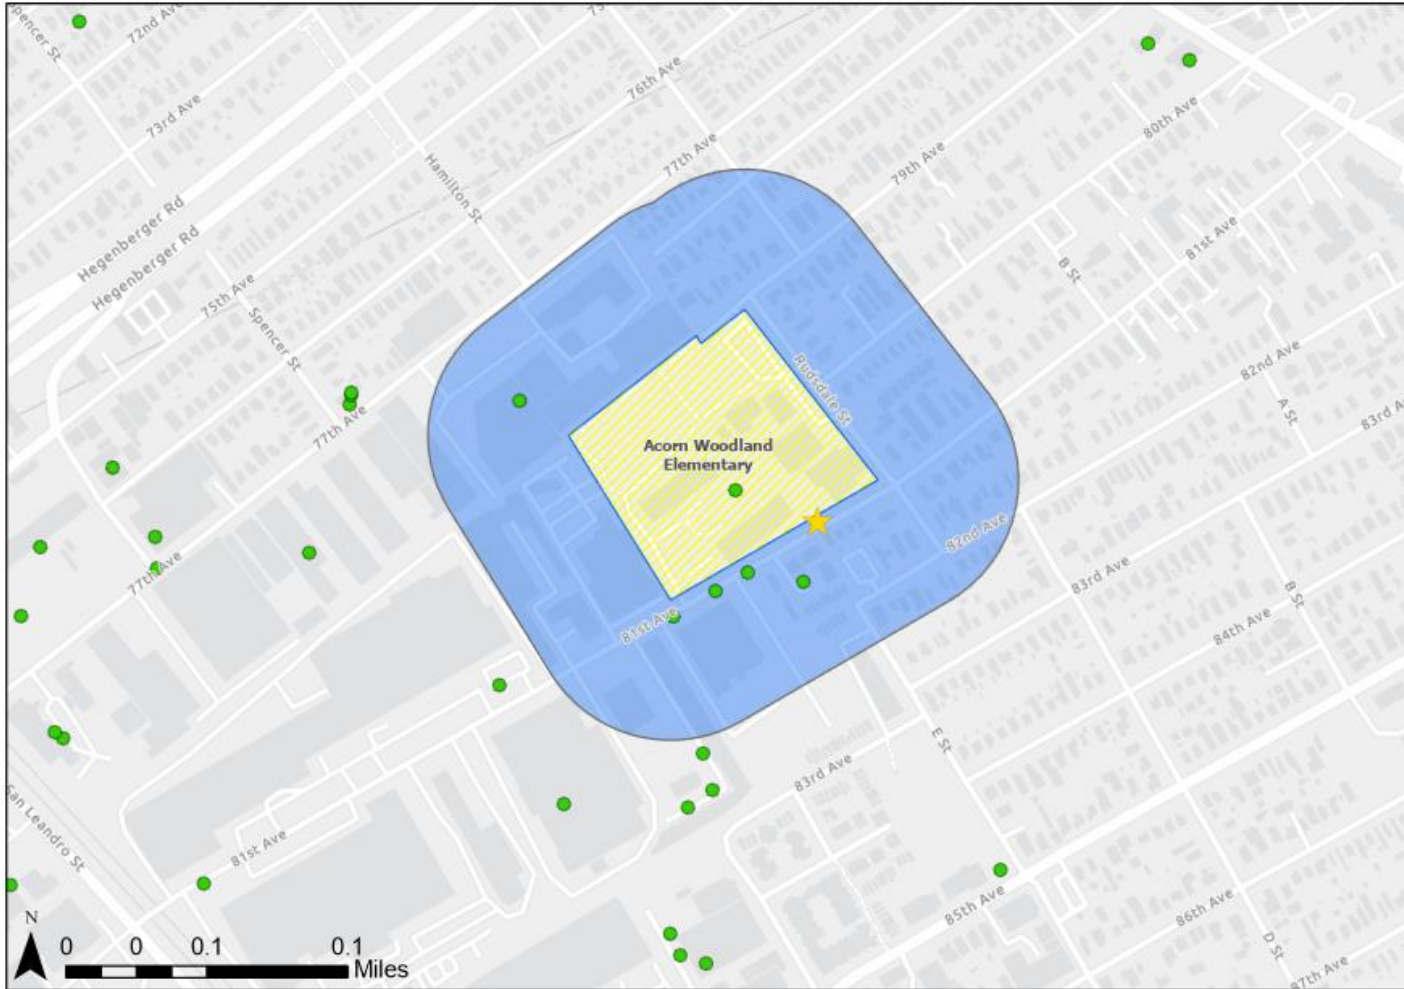 Spencer St
72nd Ave
73rd Ave
76th Ave
77th Ave
79th Ave
80th Ave
81st Ave
Hamilton St
Hegenberger Rd
Hegenberger Rd
75th Ave
Spencer St
77th Ave
77th Ave
B St
82nd Ave
A St
83rd Av
Rudsdale St
Acorn Woodland
Elementary
82nd Ave
83rd Ave
B St
84th Ave
81st Ave
E St
83rd Ave
San Leandro St
81st Ave
85th Ave
86th Ave
D St
87th Ave
N
0 0 0.1 0.1
Miles